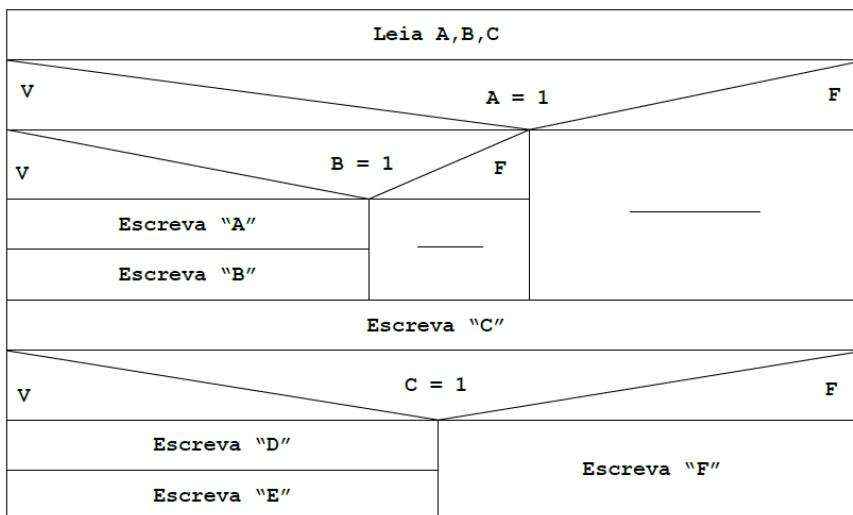 Leia A,B,C
V
A = 1
F
V
B = 1
F
Escreva “A”
Escreva “B”
Escreva “C”
V
C = 1
F
Escreva “D”
Escreva “E”
Escreva “F”